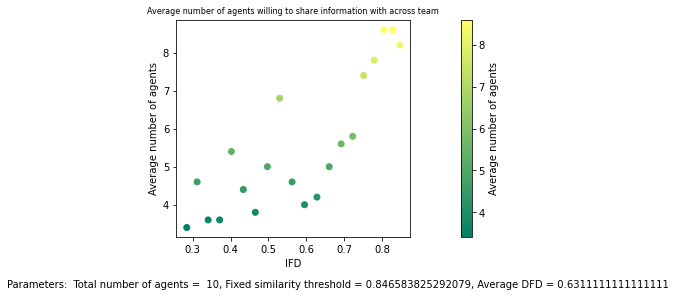 Average number of agents willing to share information with across team
Average number of agents
8
7
6
5
4
0.3 0.4 0.5 0.6 0.7 0.8
IFD
8
7
6
5
4
Average number of agents
Parameters:  Total number of agents =  10, Fixed similarity threshold = 0.846583825292079, Average DFD = 0.6311111111111111